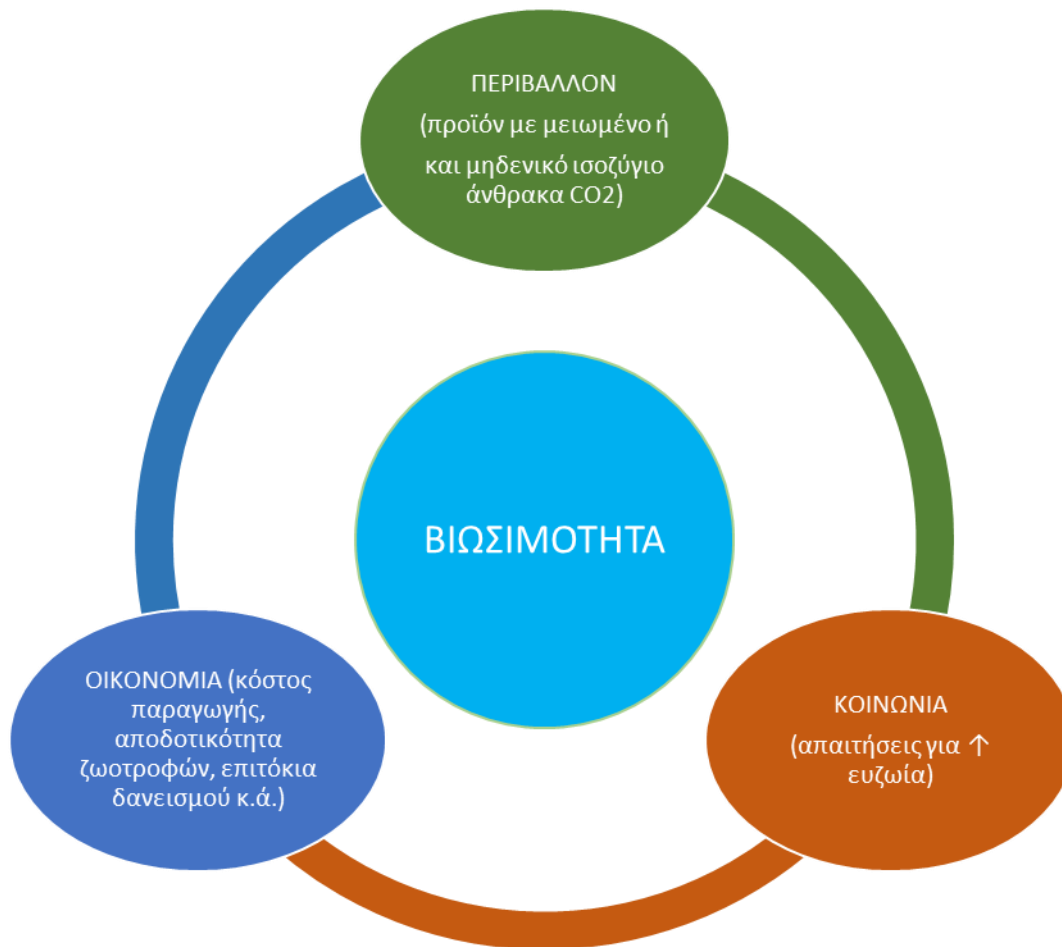 ΠΕΡΙΒΑΛΛΟΝ
(προϊόν με μειωμένο ή
και μηδενικό ισοζύγιο
άνθρακα CO2)
ΒΙΩΣΙΜΟΤΗΤΑ
ΟΙΚΟΝΟΜΙΑ (κόστος
παραγωγής,
αποδοτικότητα
ζωοτροφών, επιτόκια
δανεισμού κ.ά.)
ΚΟΙΝΩΝΙΑ
(απαιτήσεις για ↑
ευζωία)